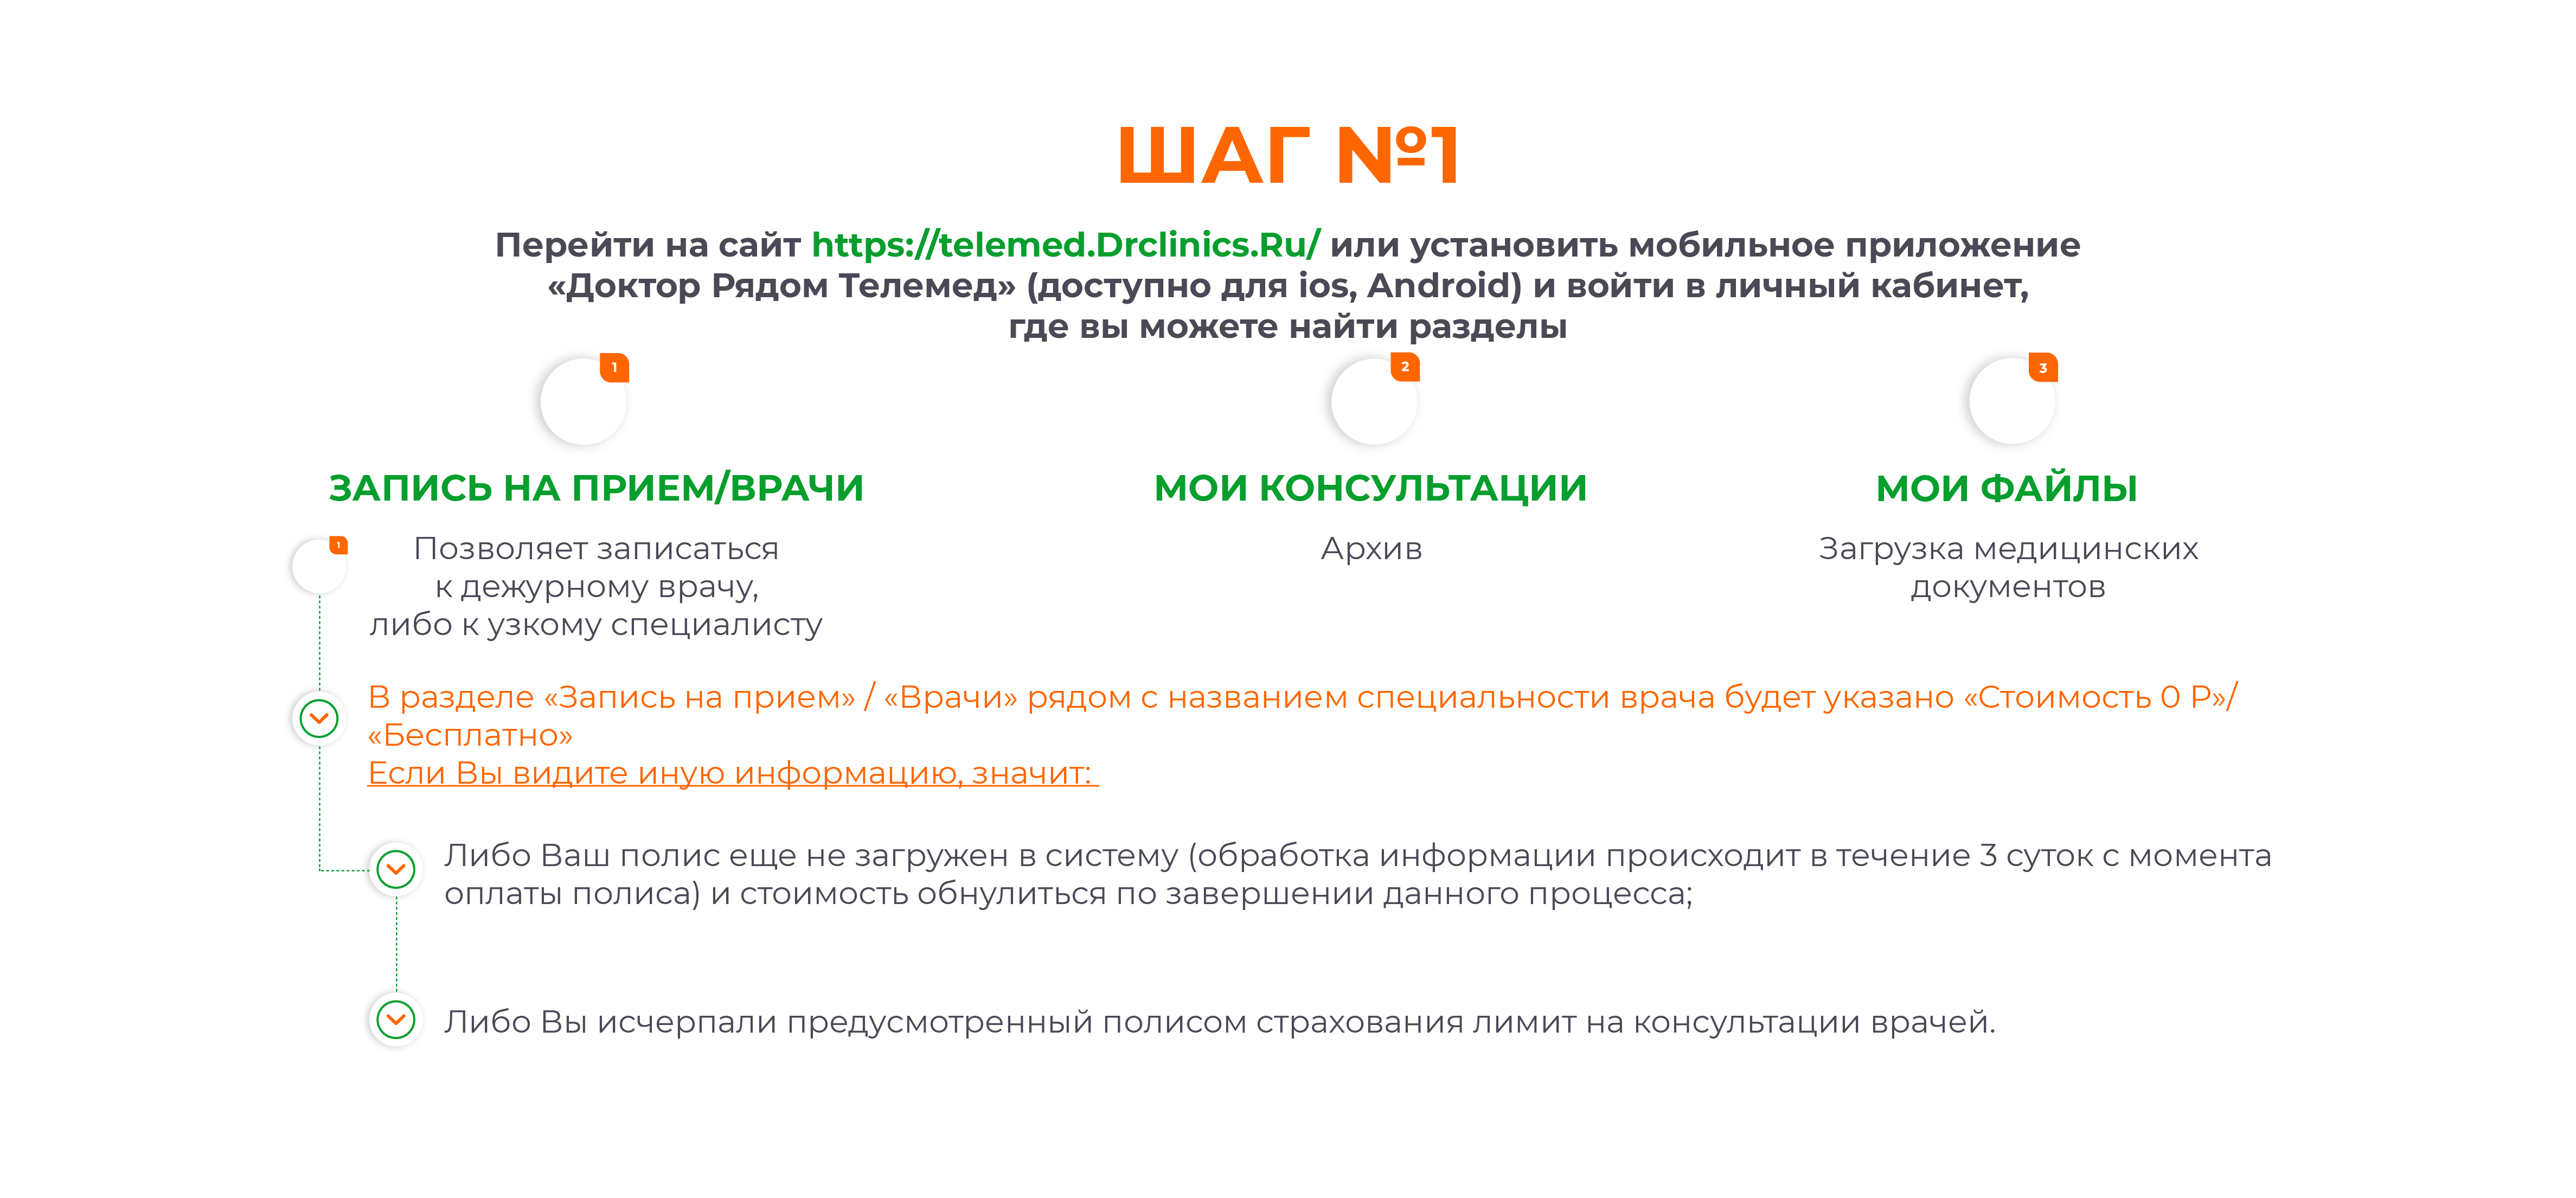 ШАГ №1
Перейти на сайт https://telemed.Drclinics.Ru/ или установить мобильное приложение
«Доктор Рядом Телемед» (доступно для ios, Android) и войти в личный кабинет,
где вы можете найти разделы
1
2
3
ЗАПИСЬ НА ПРИЕМ/ВРАЧИ
МОИ КОНСУЛЬТАЦИИ
МОИ ФАЙЛЫ
1
Позволяет записаться
к дежурному врачу,
либо к узкому специалисту
Архив
Загрузка медицинских
документов
В разделе «Запись на прием» / «Врачи» рядом с названием специальности врача будет указано «Стоимость 0 Р»/
«Бесплатно»
Если Вы видите иную информацию, значит:
Либо Ваш полис еще не загружен в систему (обработка информации происходит в течение 3 суток с момента
оплаты полиса) и стоимость обнулиться по завершении данного процесса;
Либо Вы исчерпали предусмотренный полисом страхования лимит на консультации врачей.